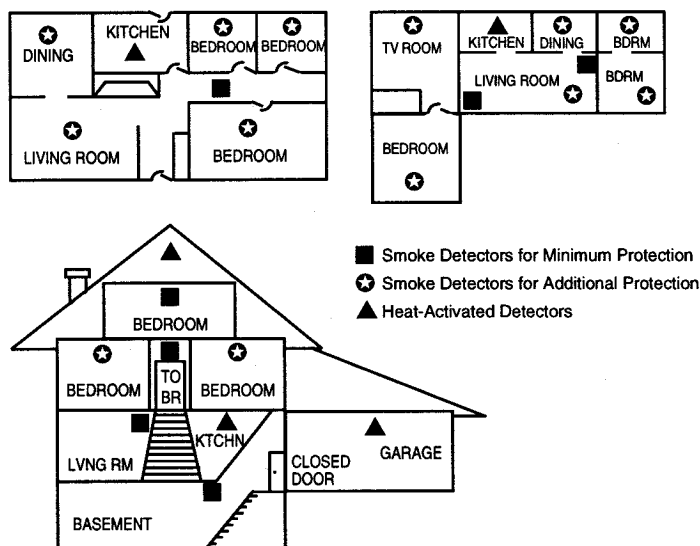 DINING
KITCHEN
BEDROOM
BEDROOM
LIVING ROOM
BEDROOM
TV ROOM
KITCHEN
DINING
BDRM
LIVING ROOM
BDRM
BEDROOM
Smoke Detectors for Minimum Protection
Smoke Detectors for Additional Protection
Heat-Activated Detectors
BEDROOM
BEDROOM
TO
BR
BEDROOM
LVNG RM
KTCHN
CLOSED
DOOR
GARAGE
BASEMENT